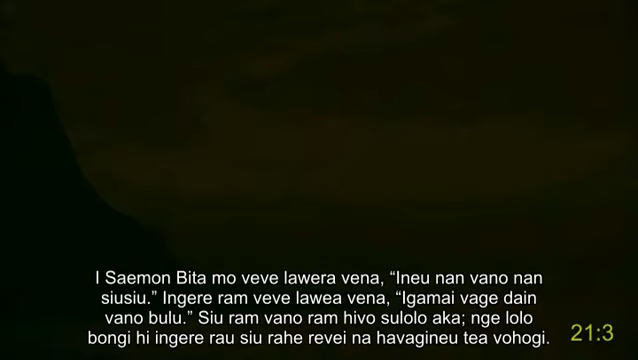 I Saemon Bita mo veve lawera vena, “Ineu nan vano nan
siusiu.” Ingere ram veve lawea vena, “Igamai vage dain
vano bulu.” Siu ram vano ram hivo sulolo aka; nge lolo
bongi hi ingere rau siu rahe revei na havagineu tea vohogi.
21:3